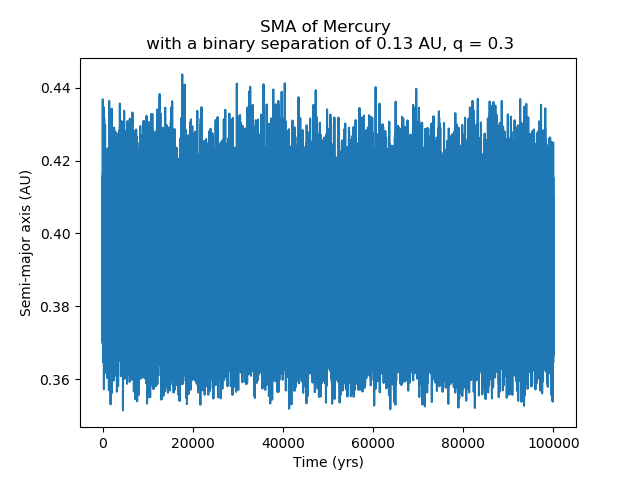 SMA of Mercury
with a binary separation of 0.13 AU, q = 0.3
Semi-major axis (AU)
0.44
0.42
0.40
0.38
0.36
0 20000 40000 60000 80000 100000
Time (yrs)